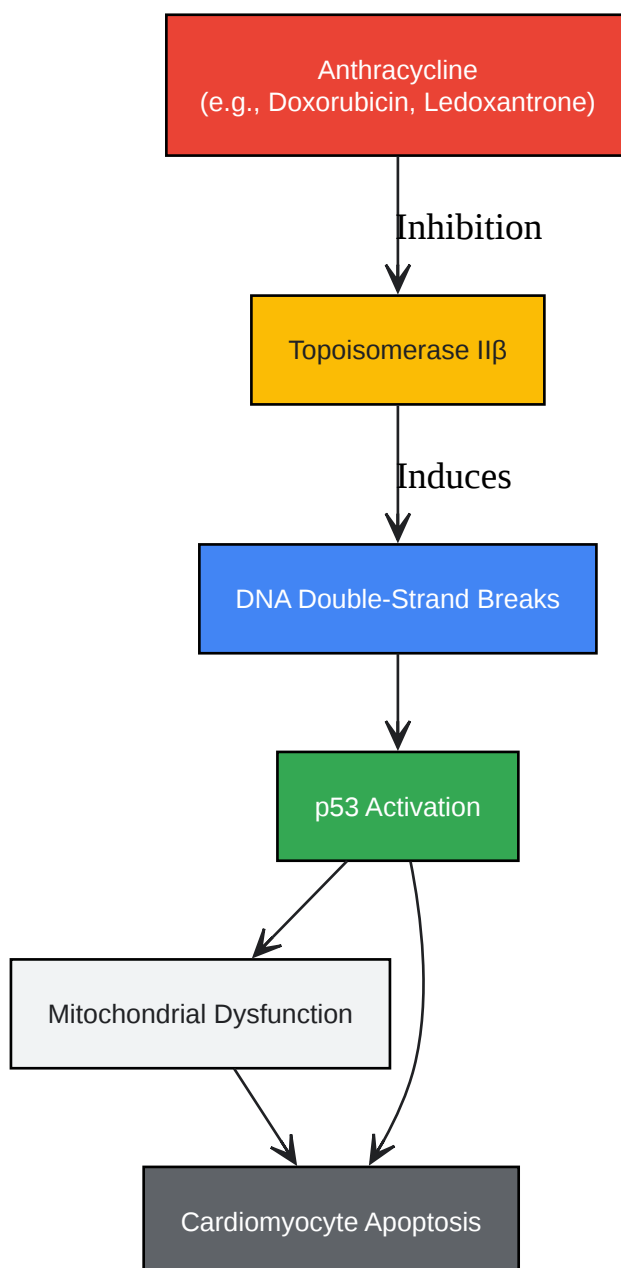 Anthracycline
(e.g., Doxorubicin, Ledoxantrone)
Inhibition
Topoisomerase IIβ
Induces
DNA Double-Strand Breaks
p53 Activation
Mitochondrial Dysfunction
Cardiomyocyte Apoptosis